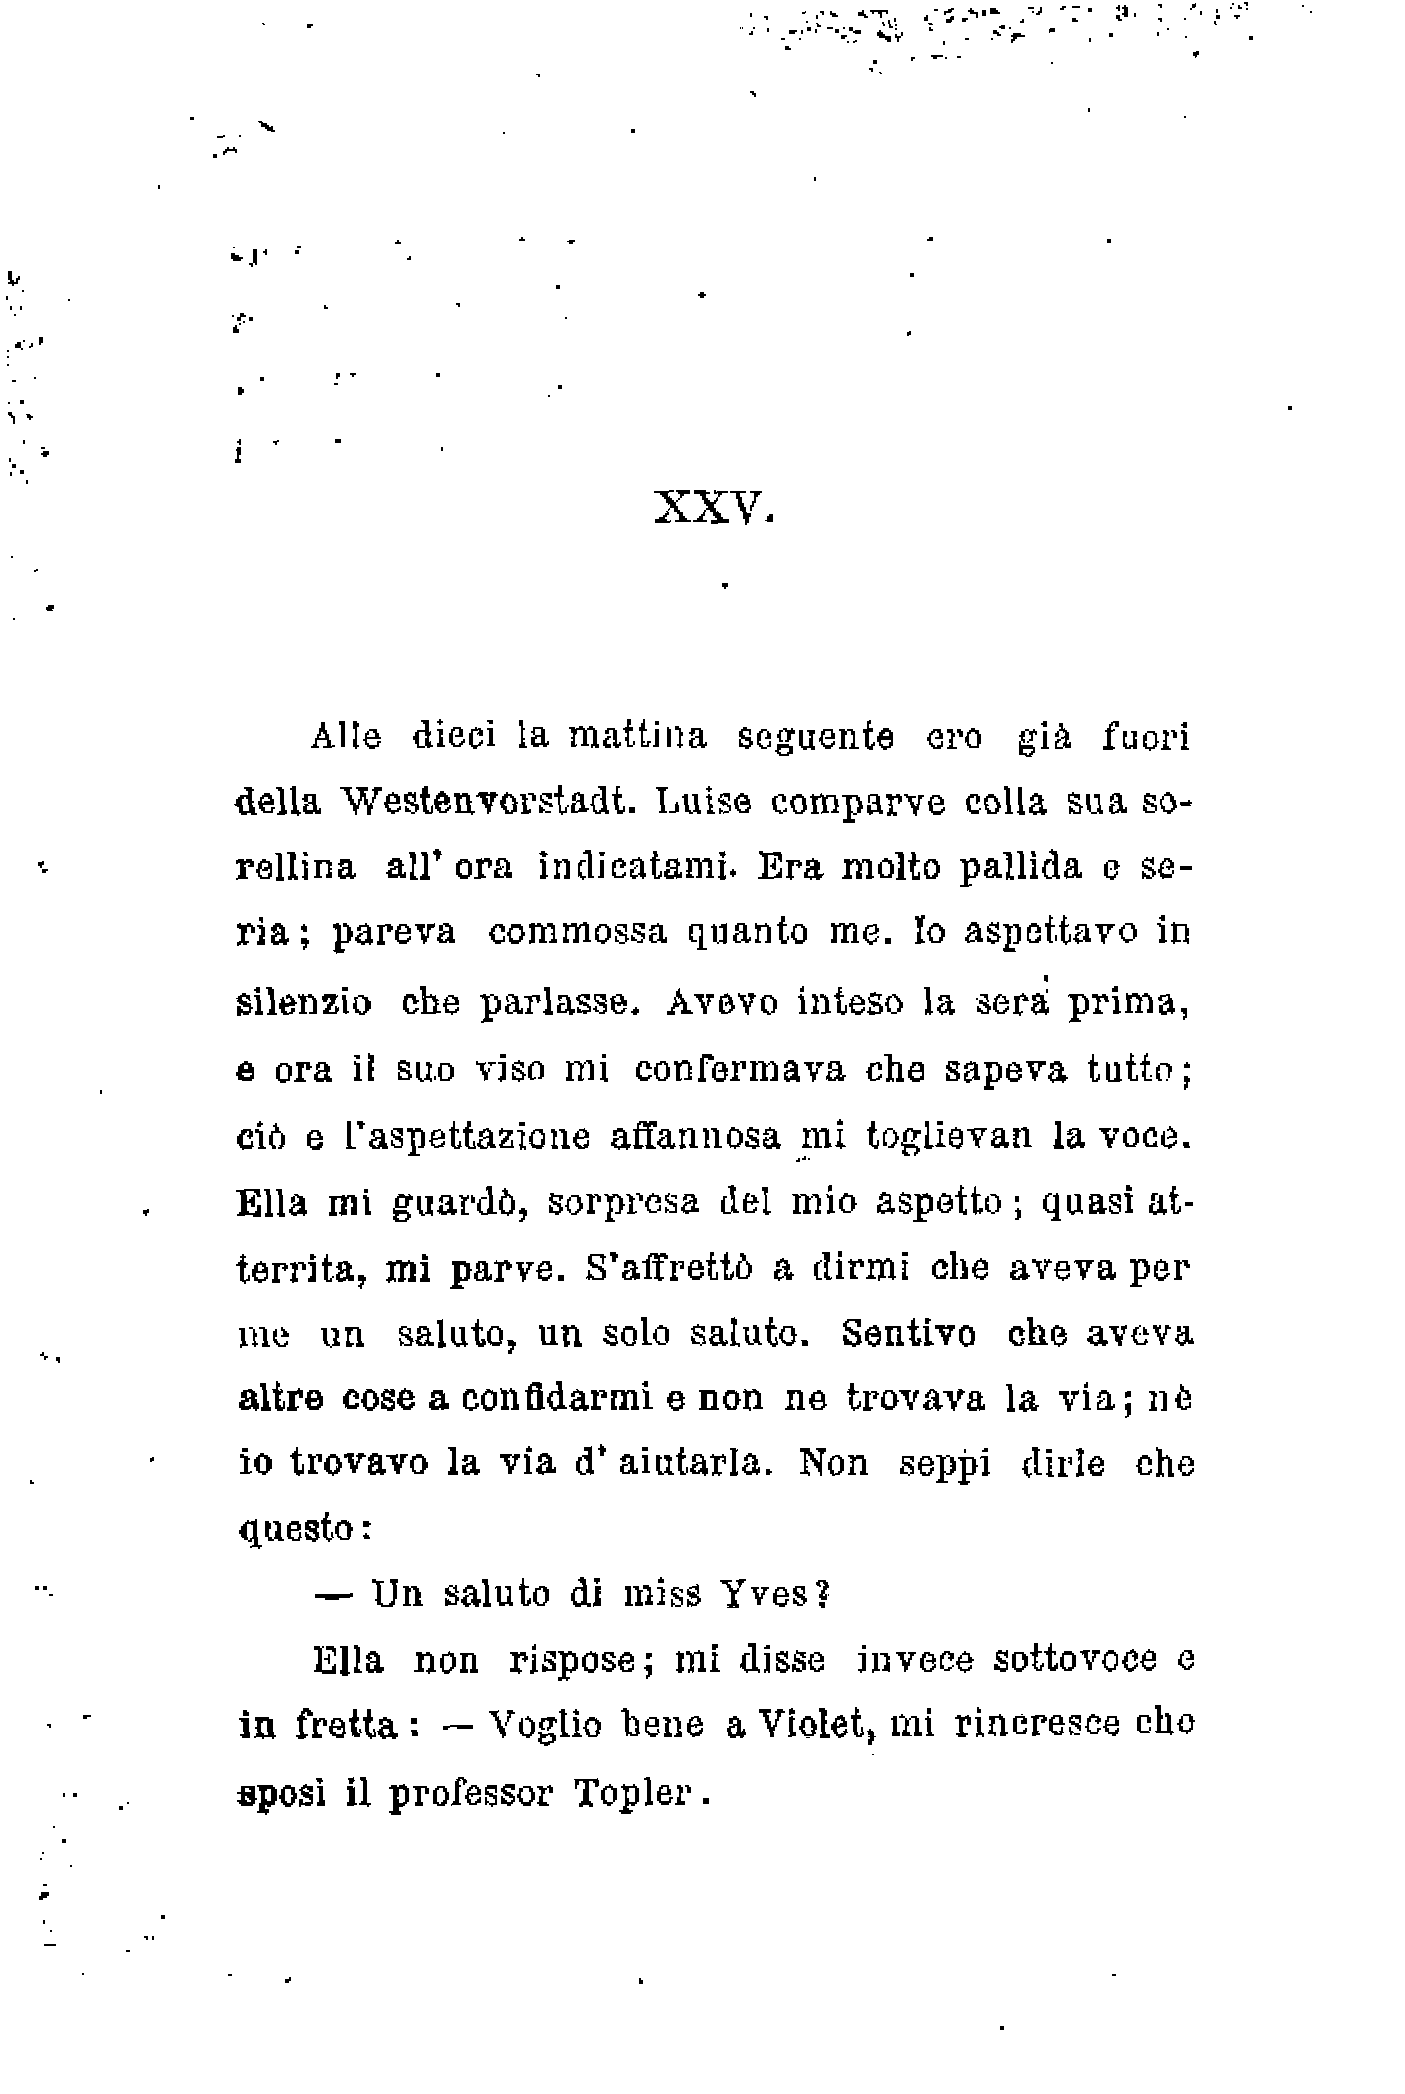 XXV.
Alle dieci la mattina seguente ero già fuori
della Westenvorstadt. Luise comparve colla sua so-
rellina all' ora indicatami. Era molto pallida e se-
ria; pareva commossa quanto me. Io aspettavo in
silenzio che parlasse. Avevo inteso la sera prima,
e ora il suo viso mi confermava che sapeva tutto;
ciò e l'aspettazione affannosa mi toglievan la voce.
Ella mi guardò, sorpresa del mio aspetto; quasi at-
territa, mi parve. S'affrettò a dirmi che aveva per
me un saluto, un solo saluto. Sentivo che aveva
altre cose a confidarmi e non ne trovava la via; nè
io trovavo la via d' aiutarla. Non seppi dirle che
questo:
— Un saluto di miss Yves?
Ella non rispose; mi disse invece sottovoce e
in fretta: — Voglio bene a Violet, mi rincresce che
sposi il professor Topler.